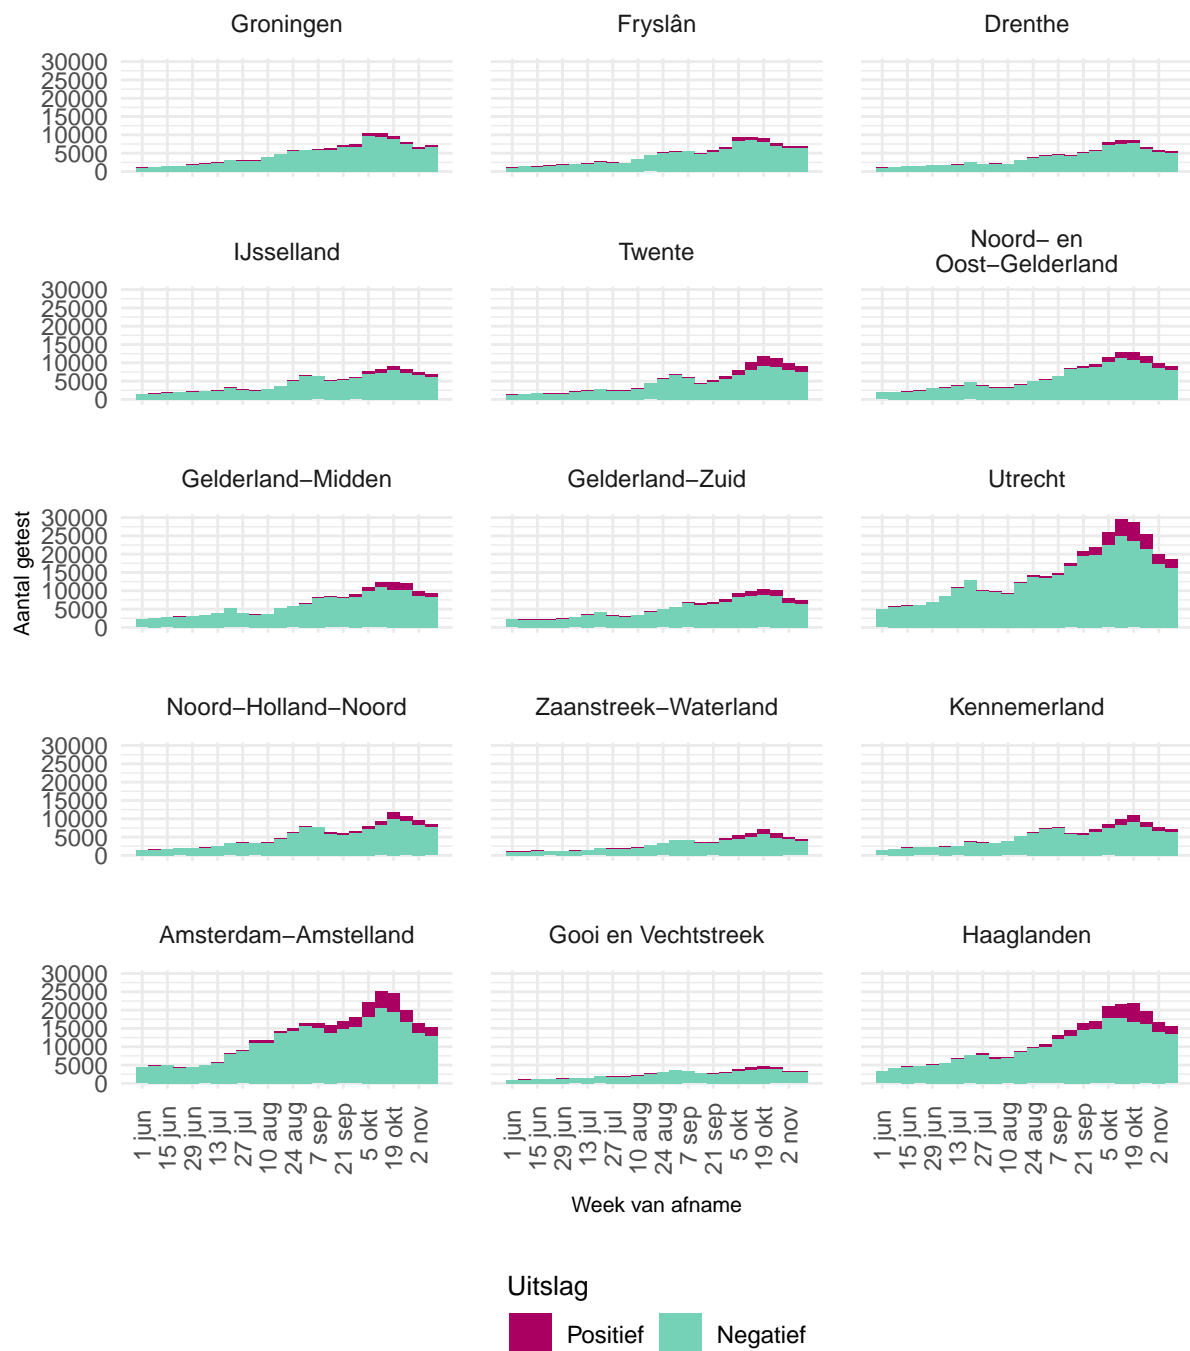 Groningen
Fryslân
Drenthe
30000
25000
20000
15000
10000
5000
0
IJsselland
Twente
Noord− en
Oost−Gelderland
30000
25000
20000
15000
10000
5000
0
Gelderland−Midden
Gelderland−Zuid
Utrecht
30000
25000
20000
15000
10000
5000
0
Aantal getest
Noord−Holland−Noord
Zaanstreek−Waterland
Kennemerland
30000
25000
20000
15000
10000
5000
0
Amsterdam−Amstelland
Gooi en Vechtstreek
Haaglanden
30000
25000
20000
15000
10000
5000
0
1 jun
15 jun
29 jun
13 jul
27 jul
10 aug
24 aug
7 sep
21 sep
5 okt
19 okt
2 nov
1 jun
15 jun
29 jun
13 jul
27 jul
10 aug
24 aug
7 sep
21 sep
5 okt
19 okt
2 nov
1 jun
15 jun
29 jun
13 jul
27 jul
10 aug
24 aug
7 sep
21 sep
5 okt
19 okt
2 nov
Week van afname
Uitslag
Positief
Negatief